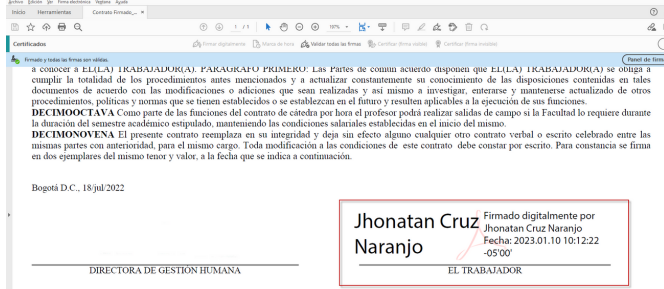 Archivo Edición Ver Firma electrónica Ventana Ayuda
Inicio Herramientas Contrato Firmado_... ×
1 / 5 107%
Certificados Firmar digitalmente Marca de hora Validar todas las firmas Certificar (firma visible) Certificar (firma invisible)
Firmado y todas las firmas son válidas. Panel de firma
a conocer a EL(LA) TRABAJADOR(A). PARAGRAFO PRIMERO: Las Partes de común acuerdo disponen que EL(LA) TRABAJADOR(A) se obliga a
cumplir la totalidad de los procedimientos antes mencionados y a actualizar constantemente su conocimiento de las disposiciones contenidas en tales
documentos de acuerdo con las modificaciones o adiciones que sean realizadas y así mismo a investigar, enterarse y mantenerse actualizado de otros
procedimientos, políticas y normas que se tienen establecidos o se establezcan en el futuro y resulten aplicables a la ejecución de sus funciones.
DECIMOOCTAVA Como parte de las funciones del contrato de cátedra por hora el profesor podrá realizar salidas de campo si la Facultad lo requiere durante
la duración del semestre académico estipulado, manteniendo las condiciones salariales establecidas en el inicio del mismo.
DECIMONOVENA El presente contrato reemplaza en su integridad y deja sin efecto alguno cualquier otro contrato verbal o escrito celebrado entre las
mismas partes con anterioridad, para el mismo cargo. Toda modificación a las condiciones de este contrato debe constar por escrito. Para constancia se firma
en dos ejemplares del mismo tenor y valor, a la fecha que se indica a continuación.
Bogotá D.C., 18/jul/2022
Jhonatan Cruz
Naranjo
Firmado digitalmente por
Jhonatan Cruz Naranjo
Fecha: 2023.01.10 10:12:22
-05'00'
DIRECTORA DE GESTIÓN HUMANA EL TRABAJADOR